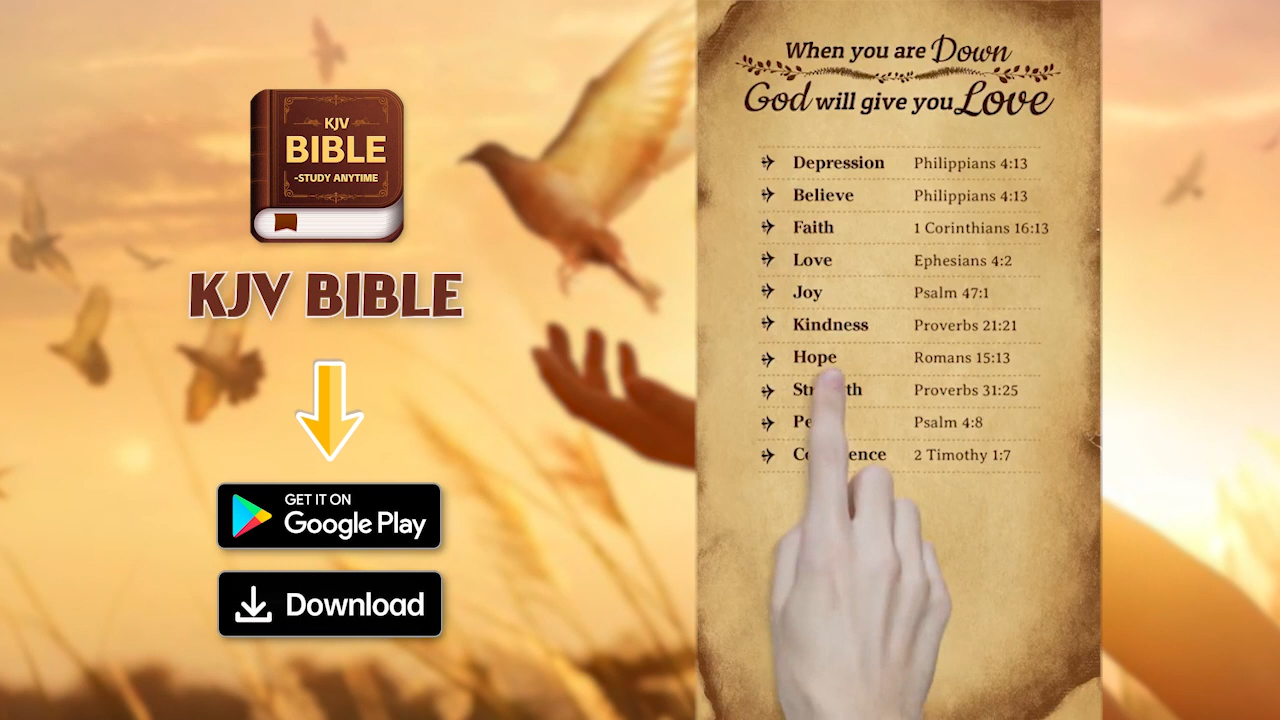 KJV
BIBLE
-STUDY ANYTIME
KJV BIBLE
GET IT ON
Google Play
Download
When you are Down
God will give you Love
Depression Philippians 4:13
Believe Philippians 4:13
Faith 1 Corinthians 16:13
Love Ephesians 4:2
Joy Psalm 47:1
Kindness Proverbs 21:21
Hope Romans 15:13
Proverbs 31:25
Psalm 4:8
2 Timothy 1:7